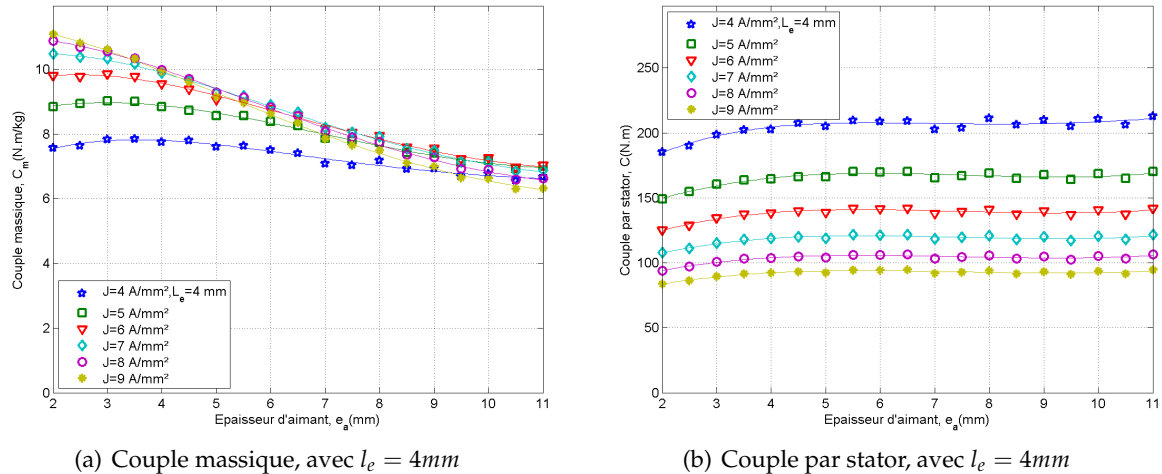 Couple massique, C_m(N.m/kg)
10
8
6
4
2
0
J=4 A/mm²,L_e=4 mm
J=5 A/mm²
J=6 A/mm²
J=7 A/mm²
J=8 A/mm²
J=9 A/mm²
2 3 4 5 6 7 8 9 10 11
Epaisseur d'aimant, e_a(mm)
(a) Couple massique, avec l_e = 4mm
Couple par stator, C(N.m)
250
200
150
100
50
0
J=4 A/mm²,L_e=4 mm
J=5 A/mm²
J=6 A/mm²
J=7 A/mm²
J=8 A/mm²
J=9 A/mm²
2 3 4 5 6 7 8 9 10 11
Epaisseur d'aimant, e_a(mm)
(b) Couple par stator, avec l_e = 4mm